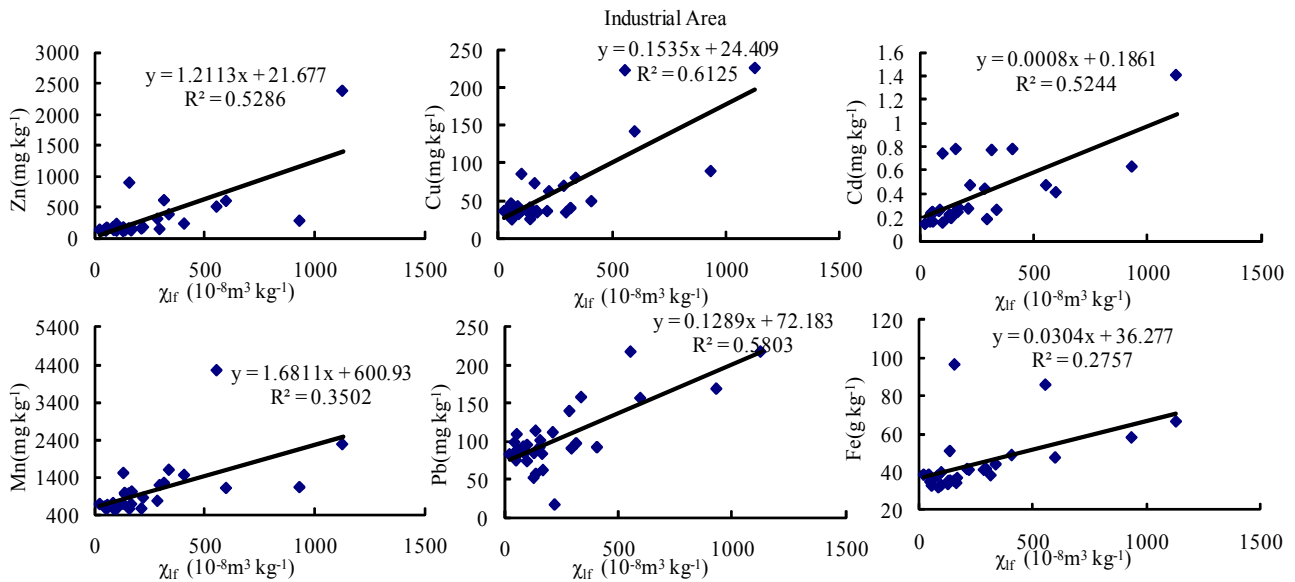 Industrial Area
Zn(mg kg⁻¹)
3000
2500
2000
1500
1000
500
0
y = 1.2113x + 21.677
R² = 0.5286
0 500 1000 1500
χlf (10⁻⁸m³ kg⁻¹)
Cu(mg kg⁻¹)
250
200
150
100
50
0
y = 0.1535x + 24.409
R² = 0.6125
0 500 1000 1500
χlf (10⁻⁸m³ kg⁻¹)
Cd(mg kg⁻¹)
1.6
1.4
1.2
1
0.8
0.6
0.4
0.2
0
y = 0.0008x + 0.1861
R² = 0.5244
0 500 1000 1500
χlf (10⁻⁸m³ kg⁻¹)
Mn(mg kg⁻¹)
5400
4400
3400
2400
1400
400
y = 1.6811x + 600.93
R² = 0.3502
0 500 1000 1500
χlf (10⁻⁸m³ kg⁻¹)
Pb(mg kg⁻¹)
250
200
150
100
50
0
y = 0.1289x + 72.183
R² = 0.5803
0 500 1000 1500
χlf (10⁻⁸m³ kg⁻¹)
Fe(g kg⁻¹)
120
100
80
60
40
20
y = 0.0304x + 36.277
R² = 0.2757
0 500 1000 1500
χlf (10⁻⁸m³ kg⁻¹)